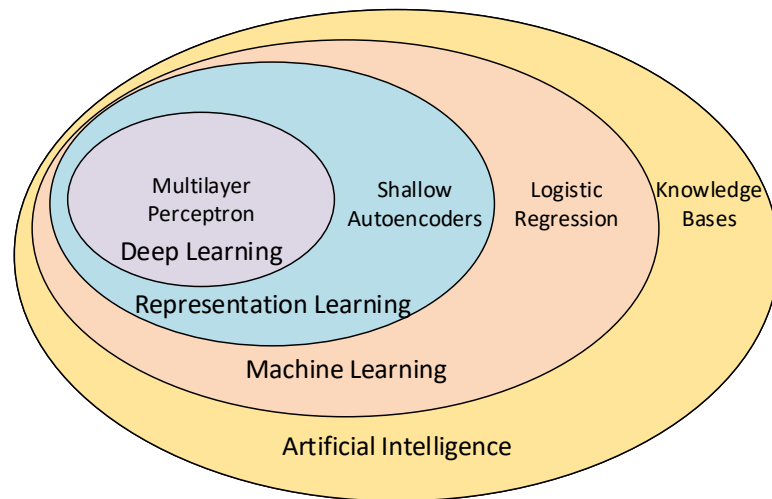 Multilayer
Perceptron
Deep Learning
Shallow
Autoencoders
Representation Learning
Logistic
Regression
Machine Learning
Knowledge
Bases
Artificial Intelligence